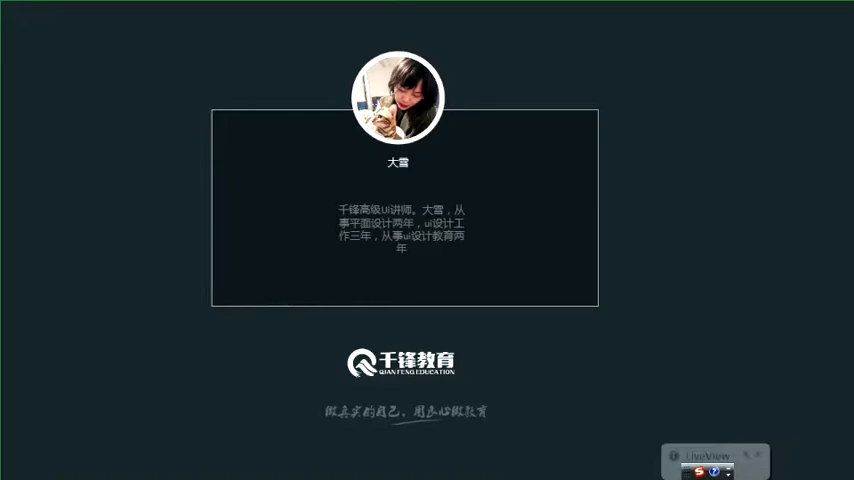 大雪
千锋高级Ui讲师。大雪，从
事平面设计两年，ui设计工
作三年，从事ui设计教育两
年
千锋教育
QIANFENG EDUCATION
做真实的自己，用良心做教育
LiveView